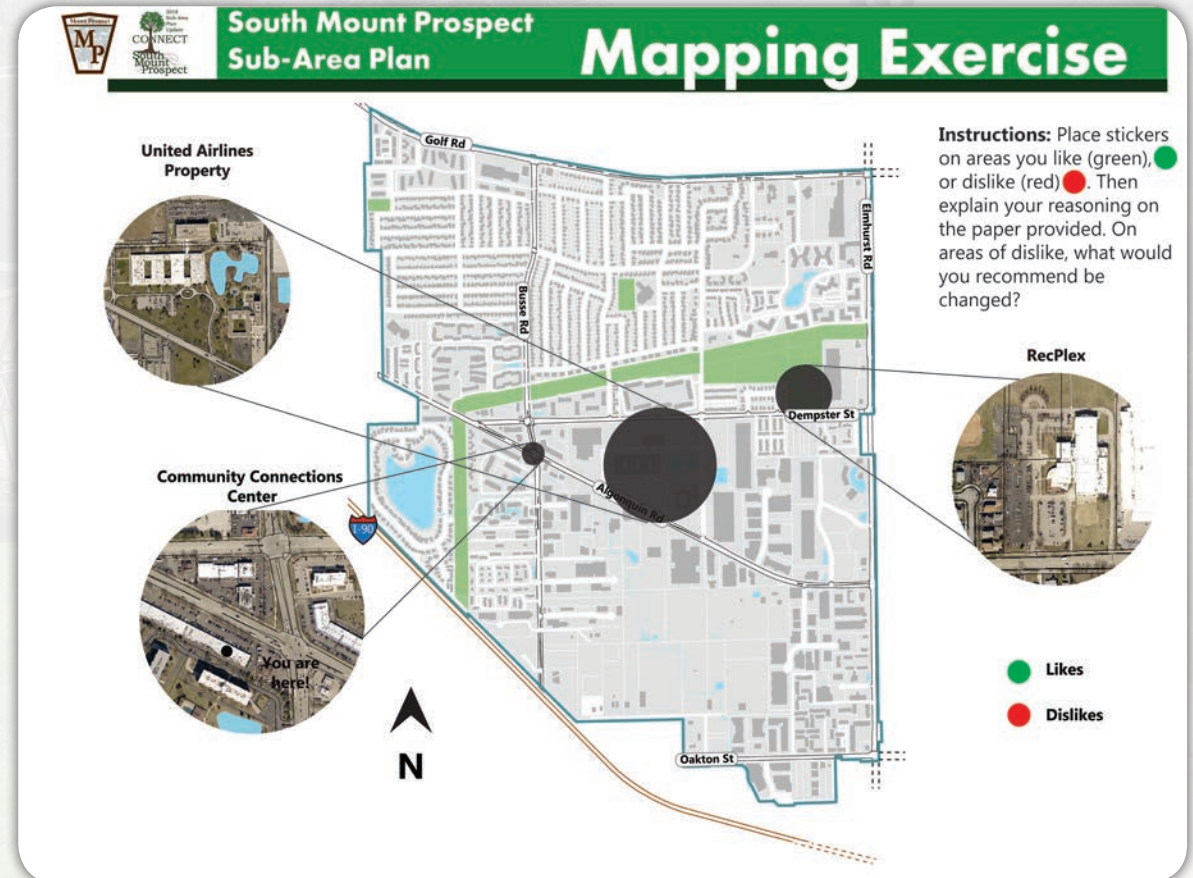 Mount Prospect
MP
2018
Sub-Area
Plan
Update
CONNECT
South
Mount
Prospect
South Mount Prospect
Sub-Area Plan
Mapping Exercise
United Airlines
Property
Golf Rd
Elmhurst Rd
Busse Rd
Instructions: Place stickers
on areas you like (green),
or dislike (red) . Then
explain your reasoning on
the paper provided. On
areas of dislike, what would
you recommend be
changed?
RecPlex
Dempster St
Algonquin Rd
Community Connections
Center
I-90
You are
here!
N
Oakton St
Likes
Dislikes